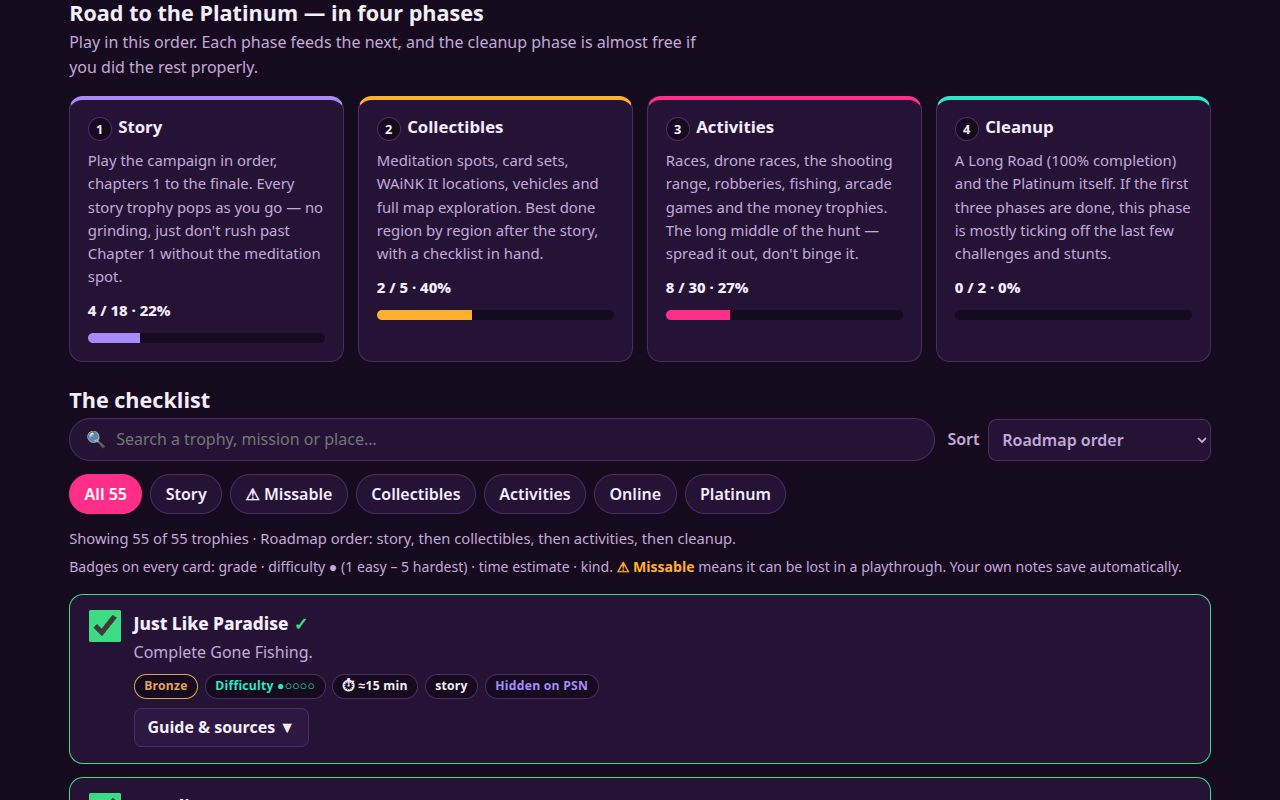 Road to the Platinum — in four phases
Play in this order. Each phase feeds the next, and the cleanup phase is almost free if
you did the rest properly.
1 Story
Play the campaign in order,
chapters 1 to the finale. Every
story trophy pops as you go — no
grinding, just don't rush past
Chapter 1 without the meditation
spot.
4 / 18 · 22%
2 Collectibles
Meditation spots, card sets,
WAiNK It locations, vehicles and
full map exploration. Best done
region by region after the story,
with a checklist in hand.
2 / 5 · 40%
3 Activities
Races, drone races, the shooting
range, robberies, fishing, arcade
games and the money trophies.
The long middle of the hunt —
spread it out, don't binge it.
8 / 30 · 27%
4 Cleanup
A Long Road (100% completion)
and the Platinum itself. If the first
three phases are done, this phase
is mostly ticking off the last few
challenges and stunts.
0 / 2 · 0%
The checklist
🔍 Search a trophy, mission or place...
Sort Roadmap order
All 55 Story ⚠ Missable Collectibles Activities Online Platinum
Showing 55 of 55 trophies · Roadmap order: story, then collectibles, then activities, then cleanup.
Badges on every card: grade · difficulty ● (1 easy – 5 hardest) · time estimate · kind. ⚠ Missable means it can be lost in a playthrough. Your own notes save automatically.
Just Like Paradise ✓
Complete Gone Fishing.
Bronze Difficulty ●○○○○ ⏱ ≈15 min story Hidden on PSN
Guide & sources ▼